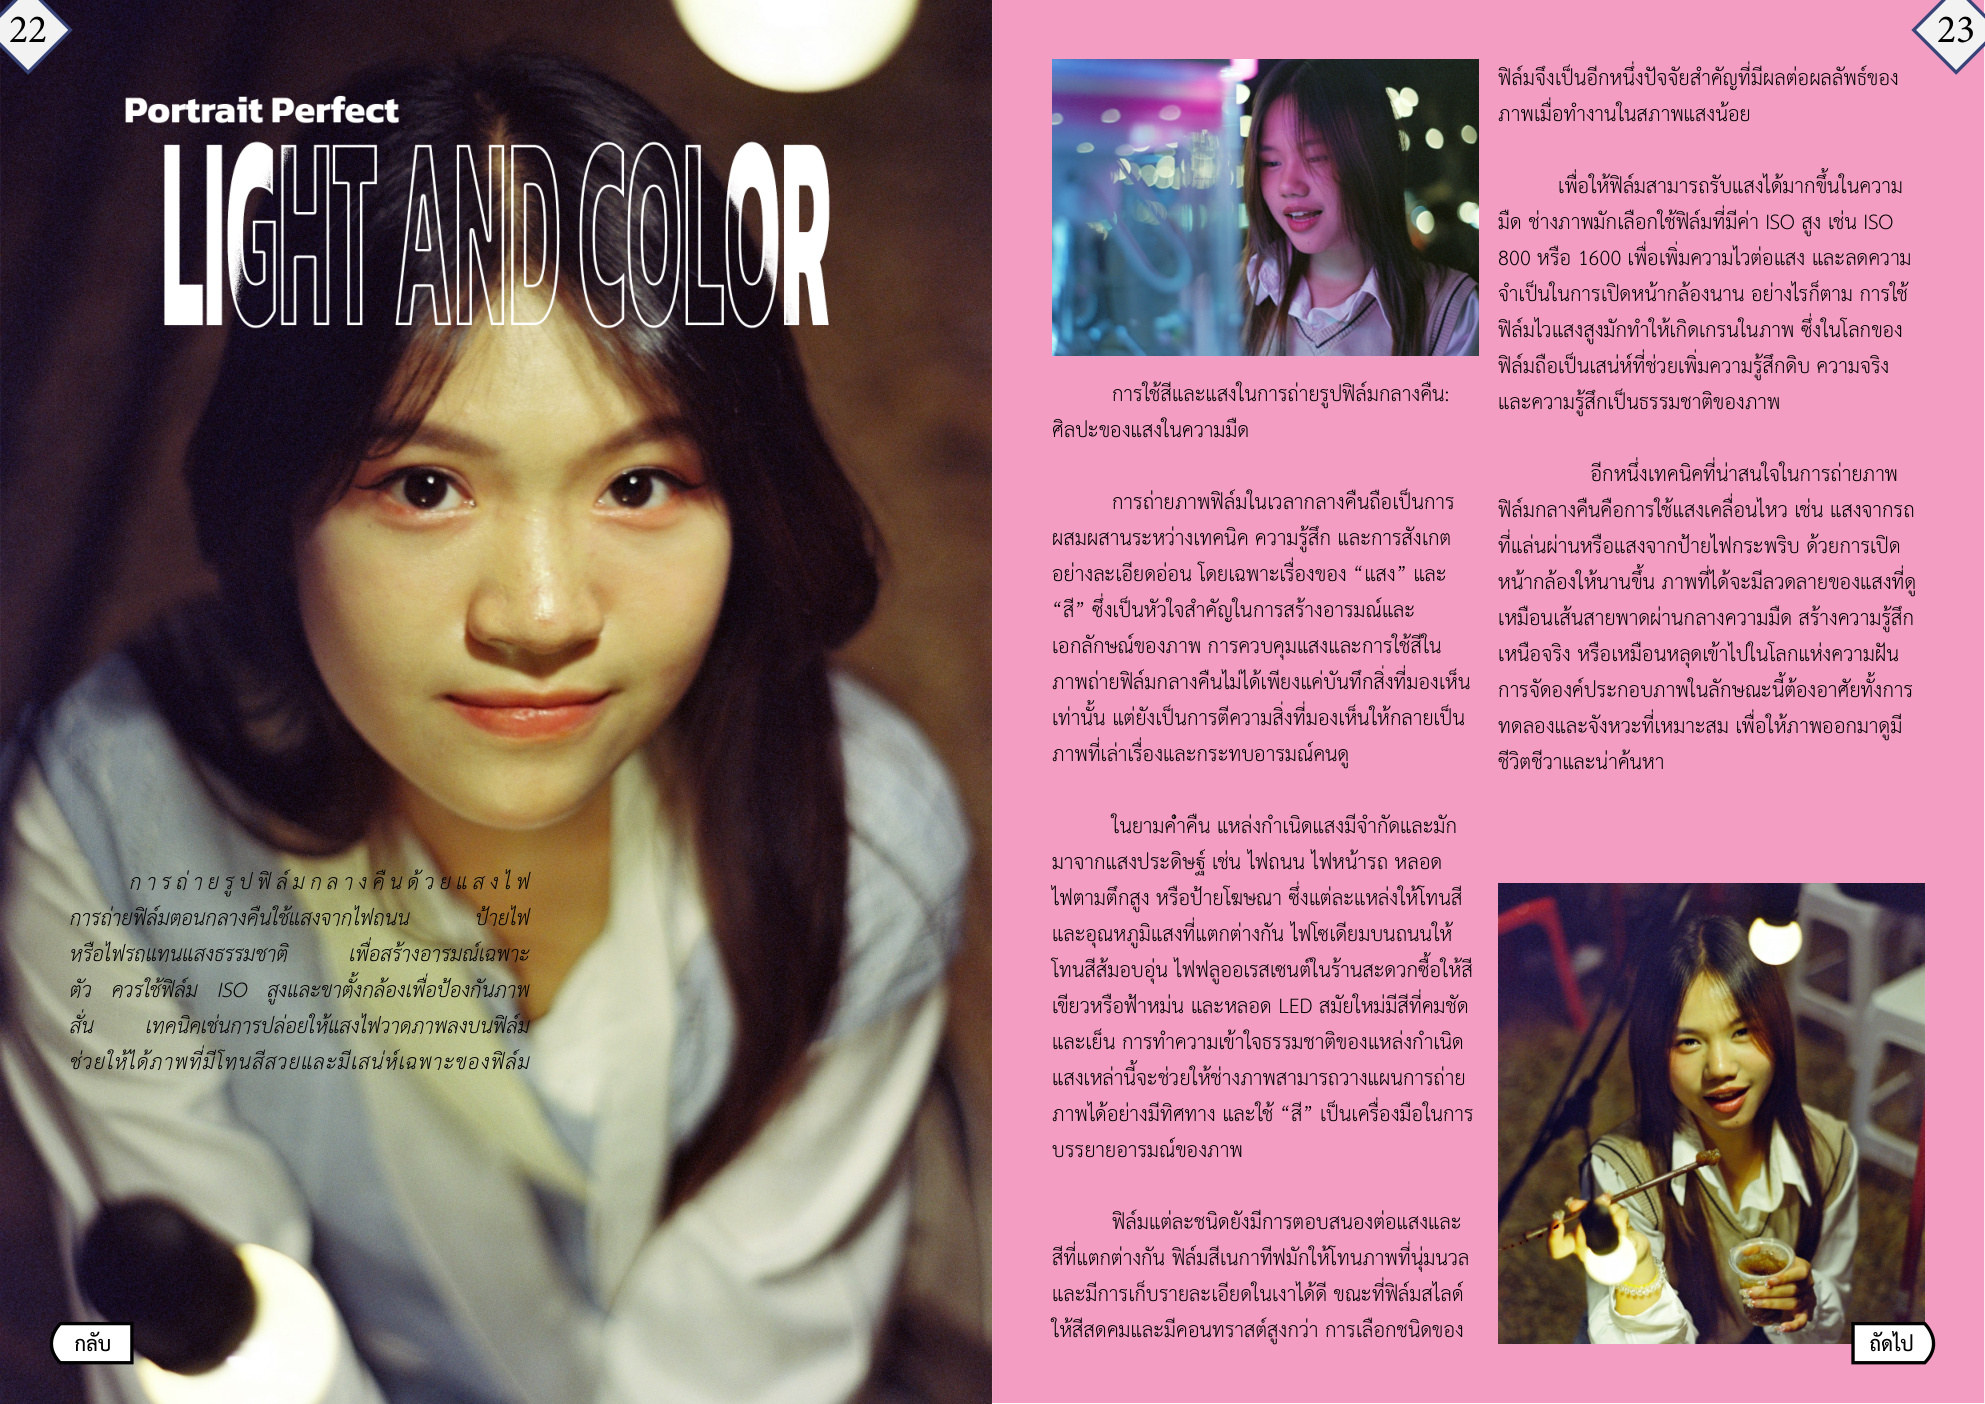 22
Portrait Perfect
LIGHT AND COLOR
การถ่ายรูปฟิล์มกลางคืนด้วยแสงไฟ
การถ่ายฟิล์มตอนกลางคืนใช้แสงจากไฟถนน ป้ายไฟ
หรือไฟรถแทนแสงธรรมชาติ เพื่อสร้างอารมณ์เฉพาะ
ตัว ควรใช้ฟิล์ม ISO สูงและขาตั้งกล้องเพื่อป้องกันภาพ
สั่น เทคนิคเช่นการปล่อยให้แสงไฟวาดภาพลงบนฟิล์ม
ช่วยให้ได้ภาพที่มีโทนสีสวยและมีเสน่ห์เฉพาะของฟิล์ม
กลับ
การใช้สีและแสงในการถ่ายรูปฟิล์มกลางคืน:
ศิลปะของแสงในความมืด
การถ่ายภาพฟิล์มในเวลากลางคืนถือเป็นการ
ผสมผสานระหว่างเทคนิค ความรู้สึก และการสังเกต
อย่างละเอียดอ่อน โดยเฉพาะเรื่องของ “แสง” และ
“สี” ซึ่งเป็นหัวใจสำคัญในการสร้างอารมณ์และ
เอกลักษณ์ของภาพ การควบคุมแสงและการใช้สีใน
ภาพถ่ายฟิล์มกลางคืนไม่ได้เพียงแค่บันทึกสิ่งที่มองเห็น
เท่านั้น แต่ยังเป็นการตีความสิ่งที่มองเห็นให้กลายเป็น
ภาพที่เล่าเรื่องและกระทบอารมณ์คนดู
ในยามค่ำคืน แหล่งกำเนิดแสงมีจำกัดและมัก
มาจากแสงประดิษฐ์ เช่น ไฟถนน ไฟหน้ารถ หลอด
ไฟตามตึกสูง หรือป้ายโฆษณา ซึ่งแต่ละแหล่งให้โทนสี
และอุณหภูมิแสงที่แตกต่างกัน ไฟโซเดียมบนถนนให้
โทนสีส้มอบอุ่น ไฟฟลูออเรสเซนต์ในร้านสะดวกซื้อให้สี
เขียวหรือฟ้าหม่น และหลอด LED สมัยใหม่มีสีที่คมชัด
และเย็น การทำความเข้าใจธรรมชาติของแหล่งกำเนิด
แสงเหล่านี้จะช่วยให้ช่างภาพสามารถวางแผนการถ่าย
ภาพได้อย่างมีทิศทาง และใช้ “สี” เป็นเครื่องมือในการ
บรรยายอารมณ์ของภาพ
ฟิล์มแต่ละชนิดยังมีการตอบสนองต่อแสงและ
สีที่แตกต่างกัน ฟิล์มสีเนกาทีฟมักให้โทนภาพที่นุ่มนวล
และมีการเก็บรายละเอียดในเงาได้ดี ขณะที่ฟิล์มสไลด์
ให้สีสดคมและมีคอนทราสต์สูงกว่า การเลือกชนิดของ
23
ฟิล์มจึงเป็นอีกหนึ่งปัจจัยสำคัญที่มีผลต่อผลลัพธ์ของ
ภาพเมื่อทำงานในสภาพแสงน้อย
เพื่อให้ฟิล์มสามารถรับแสงได้มากขึ้นในความ
มืด ช่างภาพมักเลือกใช้ฟิล์มที่มีค่า ISO สูง เช่น ISO
800 หรือ 1600 เพื่อเพิ่มความไวต่อแสง และลดความ
จำเป็นในการเปิดหน้ากล้องนาน อย่างไรก็ตาม การใช้
ฟิล์มไวแสงสูงมักทำให้เกิดเกรนในภาพ ซึ่งในโลกของ
ฟิล์มถือเป็นเสน่ห์ที่ช่วยเพิ่มความรู้สึกดิบ ความจริง
และความรู้สึกเป็นธรรมชาติของภาพ
อีกหนึ่งเทคนิคที่น่าสนใจในการถ่ายภาพ
ฟิล์มกลางคืนคือการใช้แสงเคลื่อนไหว เช่น แสงจากรถ
ที่แล่นผ่านหรือแสงจากป้ายไฟกระพริบ ด้วยการเปิด
หน้ากล้องให้นานขึ้น ภาพที่ได้จะมีลวดลายของแสงที่ดู
เหมือนเส้นสายพาดผ่านกลางความมืด สร้างความรู้สึก
เหนือจริง หรือเหมือนหลุดเข้าไปในโลกแห่งความฝัน
การจัดองค์ประกอบภาพในลักษณะนี้ต้องอาศัยทั้งการ
ทดลองและจังหวะที่เหมาะสม เพื่อให้ภาพออกมาดูมี
ชีวิตชีวาและน่าค้นหา
ถัดไป